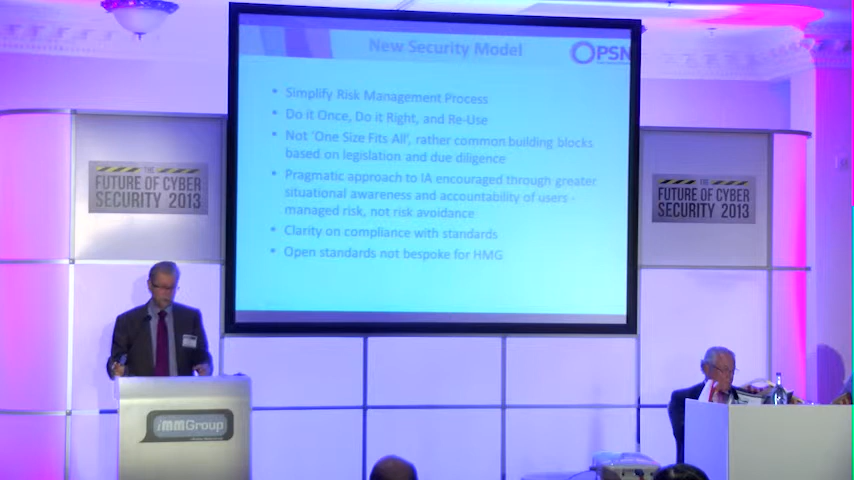 New Security Model
PSN
• Simplify Risk Management Process
• Do it Once, Do it Right, and Re-Use
• Not 'One Size Fits All', rather common building blocks
based on legislation and due diligence
• Pragmatic approach to IA encouraged through greater
situational awareness and accountability of users -
managed risk, not risk avoidance
• Clarity on compliance with standards
• Open standards not bespoke for HMG
THE
FUTURE OF CYBER
SECURITY 2013
THE
FUTURE OF CYBER
SECURITY 2013
iMMGroup